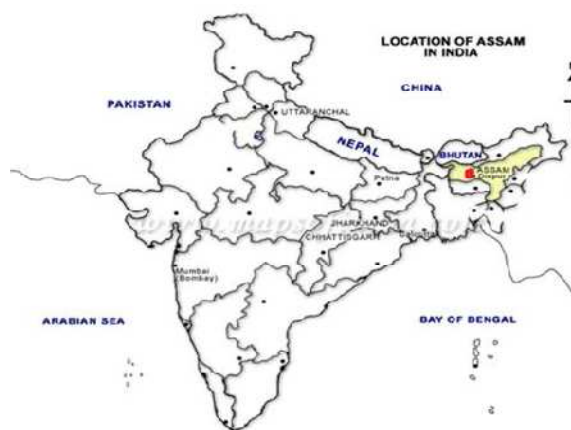 LOCATION OF ASSAM
IN INDIA
CHINA
PAKISTAN
UTTARANCHAL
NEPAL
BHUTAN
ASSAM
Patna
JHARKHAND
CHHATTISGARH
Mumbai
(Bombay)
ARABIAN SEA
BAY OF BENGAL